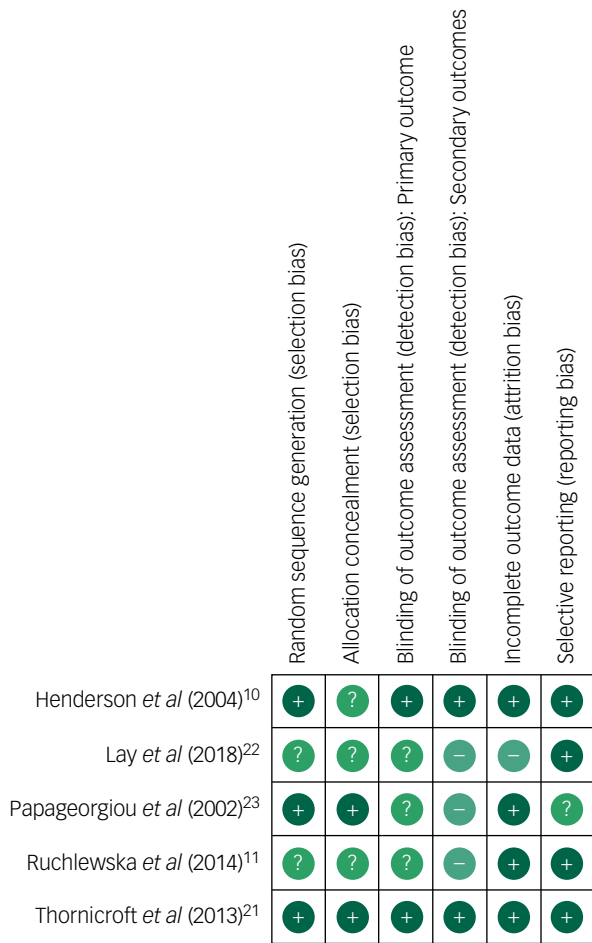 Random sequence generation (selection bias)
Allocation concealment (selection bias)
Blinding of outcome assessment (detection bias): Primary outcome
Blinding of outcome assessment (detection bias): Secondary outcomes
Incomplete outcome data (attrition bias)
Selective reporting (reporting bias)
Henderson et al (2004)10 + ? + + + +
Lay et al (2018)22 ? ? ? − − +
Papageorgiou et al (2002)23 + + ? − + ?
Ruchlewska et al (2014)11 ? ? ? − + +
Thornicroft et al (2013)21 + + + + + +